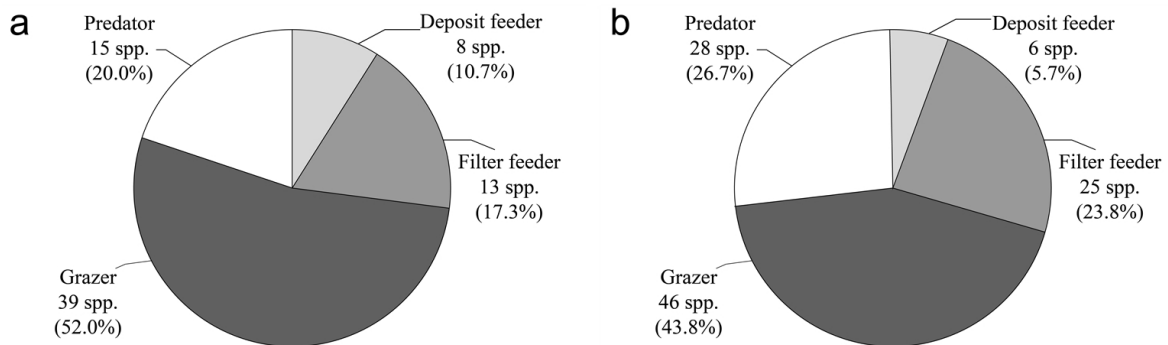 a
Predator
15 spp.
(20.0%)
Deposit feeder
8 spp.
(10.7%)
Filter feeder
13 spp.
(17.3%)
Grazer
39 spp.
(52.0%)
b
Predator
28 spp.
(26.7%)
Deposit feeder
6 spp.
(5.7%)
Filter feeder
25 spp.
(23.8%)
Grazer
46 spp.
(43.8%)